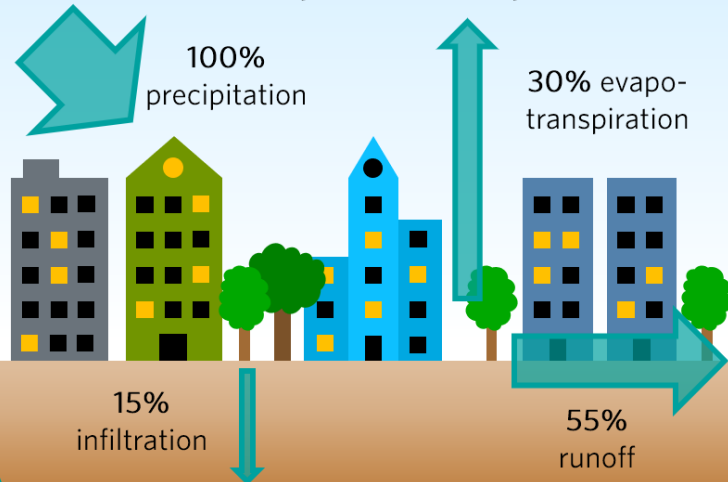 100%
precipitation
30% evapo-
transpiration
15%
infiltration
55%
runoff